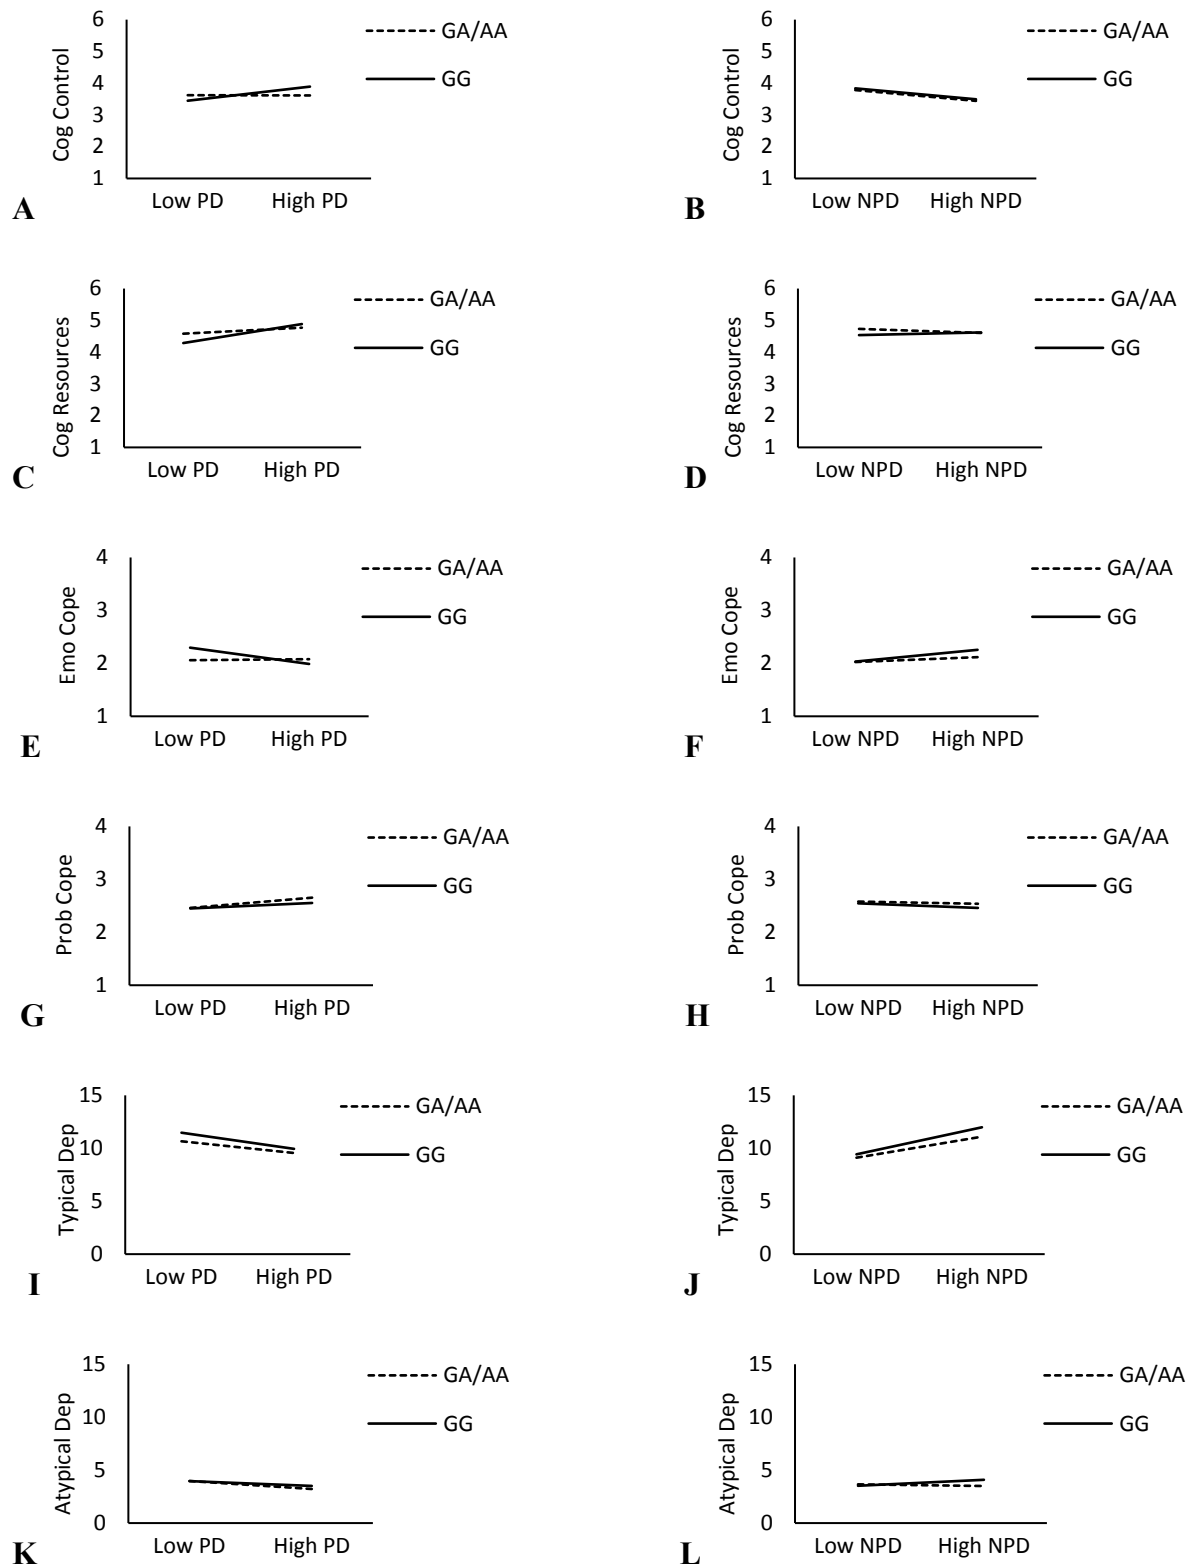 6
5
4
3
2
1
Cog Control
GA/AA
GG
Low PD High PD
A
6
5
4
3
2
1
Cog Control
GA/AA
GG
Low NPD High NPD
B
6
5
4
3
2
1
Cog Resources
GA/AA
GG
Low PD High PD
C
6
5
4
3
2
1
Cog Resources
GA/AA
GG
Low NPD High NPD
D
4
3
2
1
Emo Cope
GA/AA
GG
Low PD High PD
E
4
3
2
1
Emo Cope
GA/AA
GG
Low NPD High NPD
F
4
3
2
1
Prob Cope
GA/AA
GG
Low PD High PD
G
4
3
2
1
Prob Cope
GA/AA
GG
Low NPD High NPD
H
15
10
5
0
Typical Dep
GA/AA
GG
Low PD High PD
I
15
10
5
0
Typical Dep
GA/AA
GG
Low NPD High NPD
J
15
10
5
0
Atypical Dep
GA/AA
GG
Low PD High PD
K
15
10
5
0
Atypical Dep
GA/AA
GG
Low NPD High NPD
L